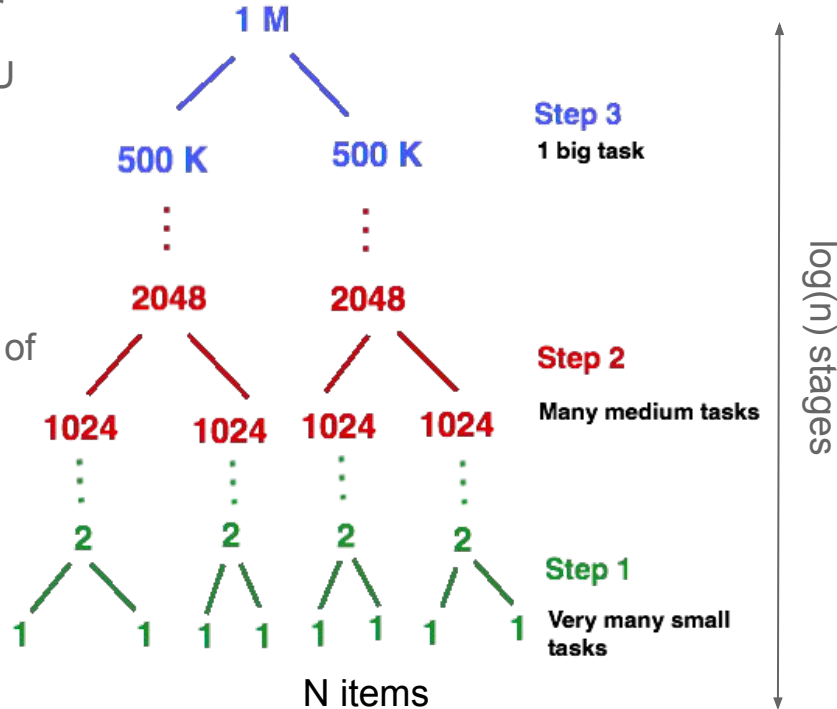 1 M
U
Step 3
500 K 500 K
1 big task
2048 2048
of
Step 2
Many medium tasks
1024 1024 1024 1024
log(n) stages
2 2 2 2
Step 1
Very many small
tasks
1 1 1 1 1 1 1 1
N items